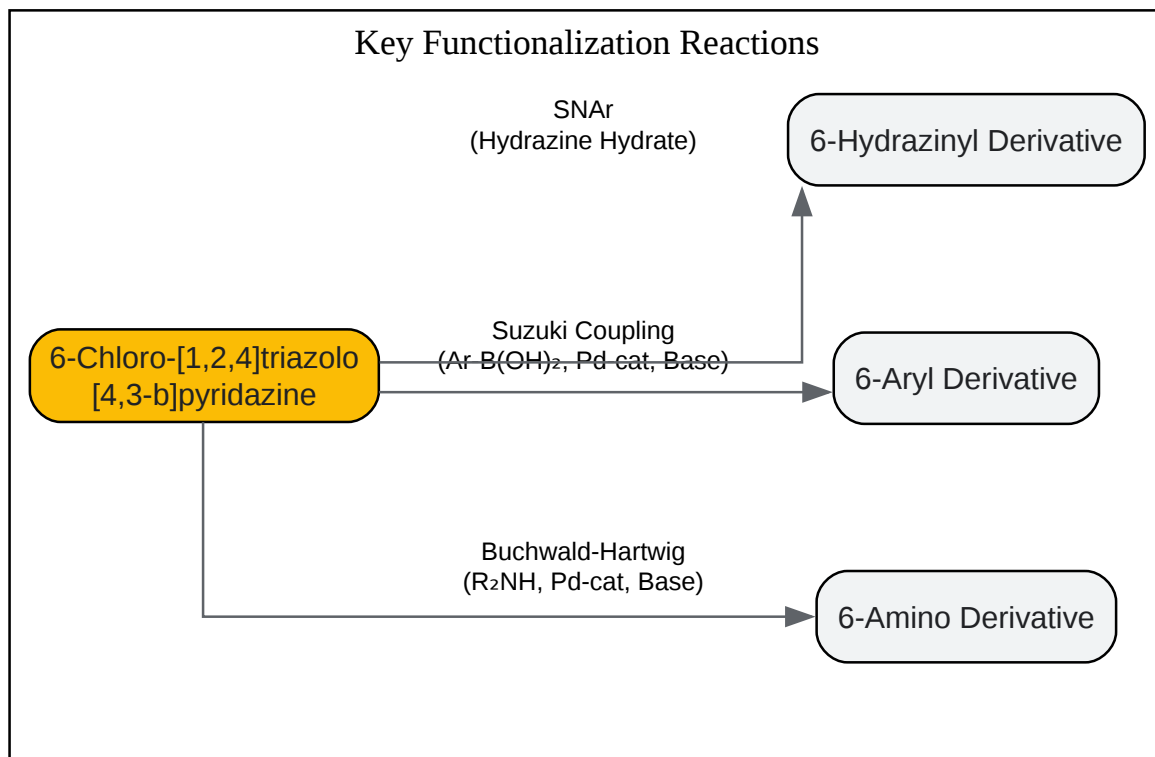 Key Functionalization Reactions
SNAr
(Hydrazine Hydrate)
6-Hydrazinyl Derivative
6-Chloro-[1,2,4]triazolo
[4,3-b]pyridazine
Suzuki Coupling
(Ar-B(OH)₂, Pd-cat, Base)
6-Aryl Derivative
Buchwald-Hartwig
(R₂NH, Pd-cat, Base)
6-Amino Derivative